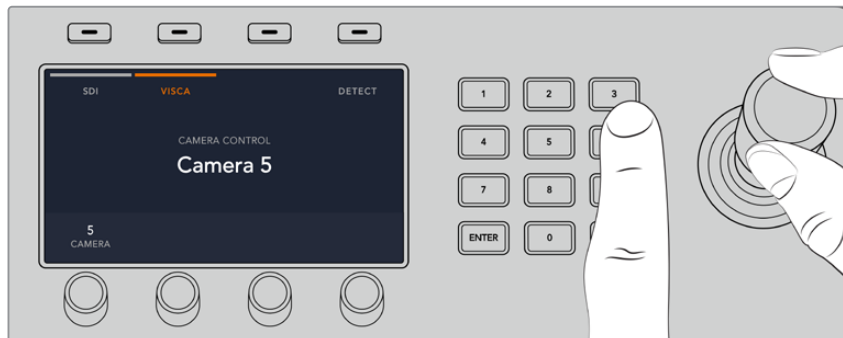 SDI VISCA DETECT
CAMERA CONTROL
Camera 5
5
CAMERA
1 2 3
4 5
7 8
ENTER 0